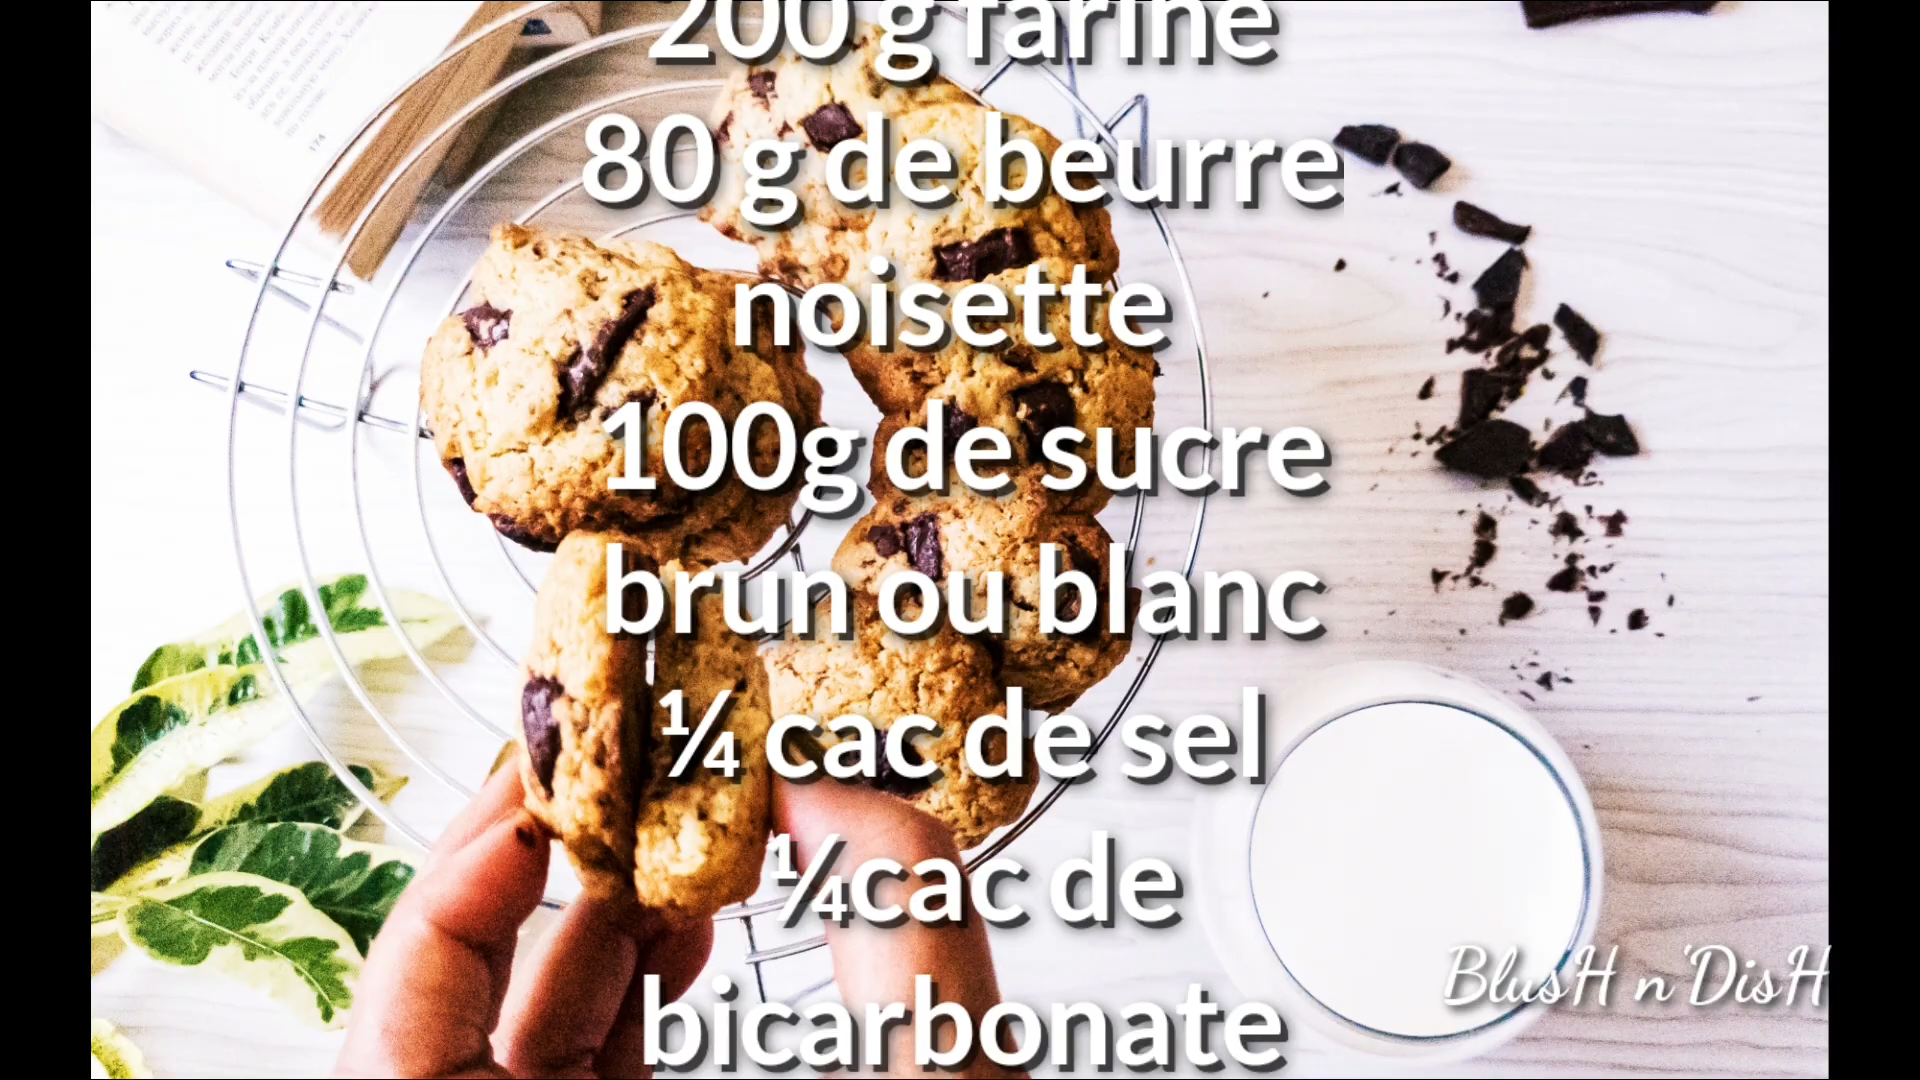 174
200 g farine
80 g de beurre
noisette
100g de sucre
brun ou blanc
¼ cac de sel
¼cac de
bicarbonate
BlusH n'DisH